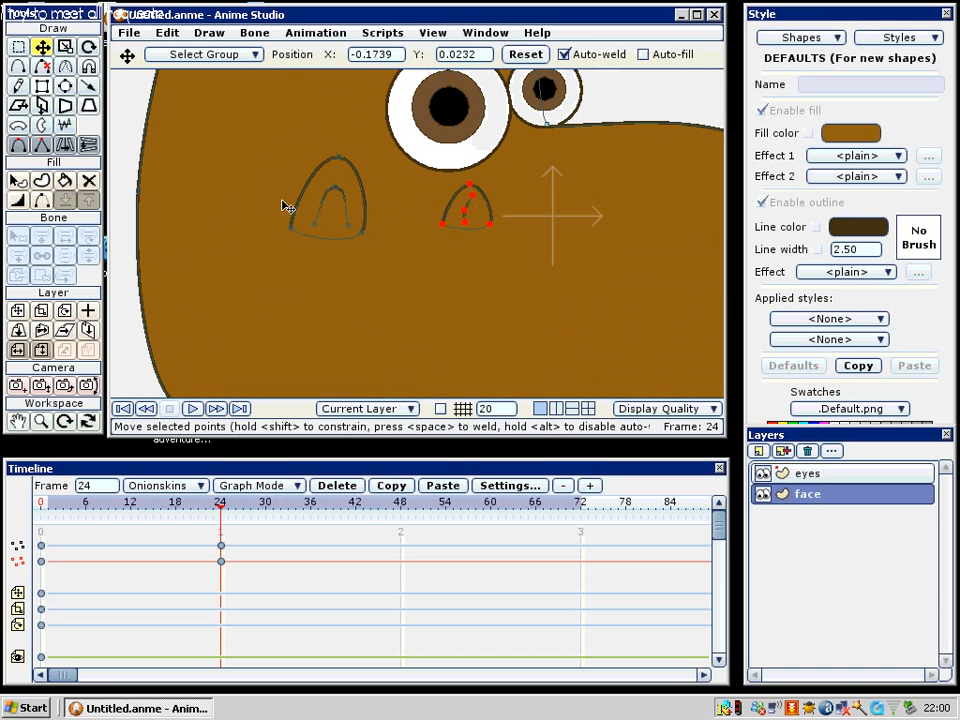 Tools
Untitled.anme - Anime Studio
Style
Draw
File Edit Draw Bone Animation Scripts View Window Help
Shapes Styles
Select Group Position X: -0.1739 Y: 0.0232 Reset Auto-weld Auto-fill
DEFAULTS (For new shapes)
Name
Enable fill
Fill color
Effect 1 <plain> ...
Effect 2 <plain> ...
Fill
Enable outline
Bone
Line color
No
Brush
Line width 2.50
Effect <plain> ...
Layer
Applied styles:
<None>
<None>
Defaults Copy Paste
Camera
Swatches
Workspace
.Default.png
Current Layer 20 Display Quality
Move selected points (hold <shift> to constrain, press <space> to weld, hold <alt> to disable auto- Frame: 24
adventure...
Layers
...
eyes
face
Timeline
Frame 24 Onionskins Graph Mode Delete Copy Paste Settings... - +
0 6 12 18 24 30 36 42 48 54 60 66 72 78 84
0 1 2 3
Start Untitled.anme - Anim... 22:00